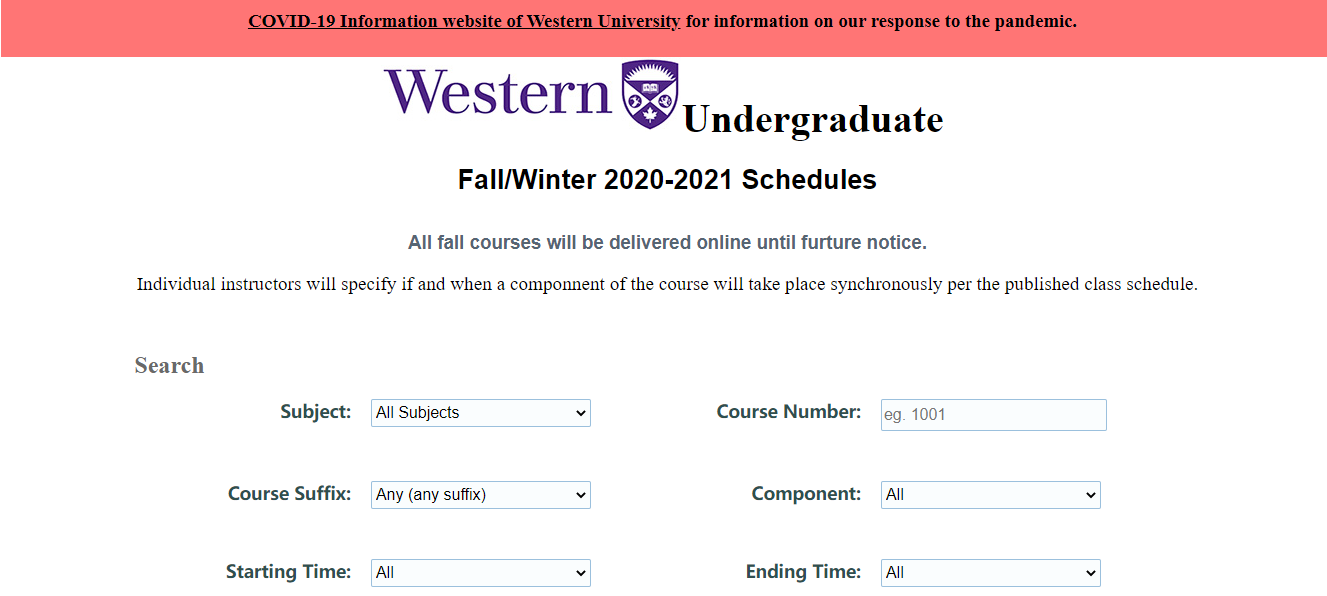 COVID-19 Information website of Western University for information on our response to the pandemic.
Western Undergraduate
Fall/Winter 2020-2021 Schedules
All fall courses will be delivered online until furture notice.
Individual instructors will specify if and when a componnent of the course will take place synchronously per the published class schedule.
Search
Subject: All Subjects Course Number: eg. 1001
Course Suffix: Any (any suffix) Component: All
Starting Time: All Ending Time: All